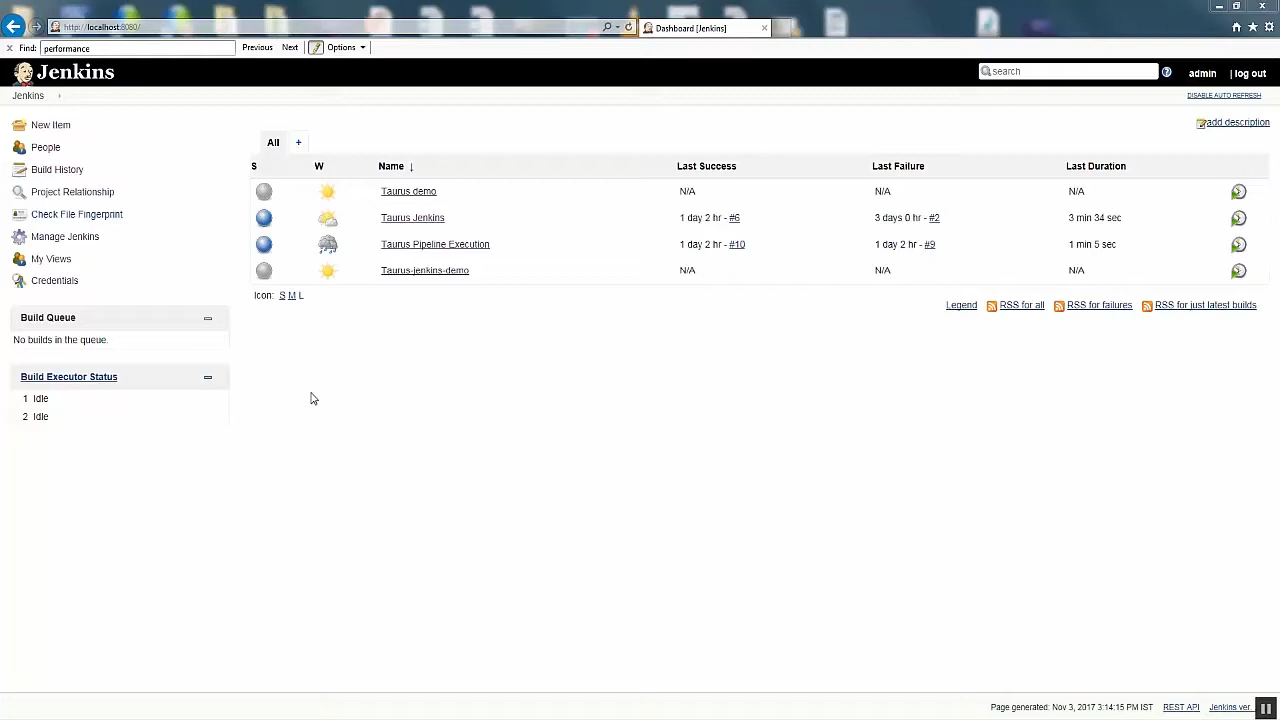 http://localhost:8080/
Dashboard [Jenkins]
Find: performance Previous Next Options
Jenkins
search
admin | log out
Jenkins
DISABLE AUTO REFRESH
New Item
People
Build History
Project Relationship
Check File Fingerprint
Manage Jenkins
My Views
Credentials
Build Queue
No builds in the queue.
Build Executor Status
1 Idle
2 Idle
add description
All +
S W Name ↓ Last Success Last Failure Last Duration
Taurus demo N/A N/A N/A
Taurus Jenkins 1 day 2 hr - #6 3 days 0 hr - #2 3 min 34 sec
Taurus Pipeline Execution 1 day 2 hr - #10 1 day 2 hr - #9 1 min 5 sec
Taurus-jenkins-demo N/A N/A N/A
Icon: S M L
Legend RSS for all RSS for failures RSS for just latest builds
Page generated: Nov 3, 2017 3:14:15 PM IST REST API Jenkins ver